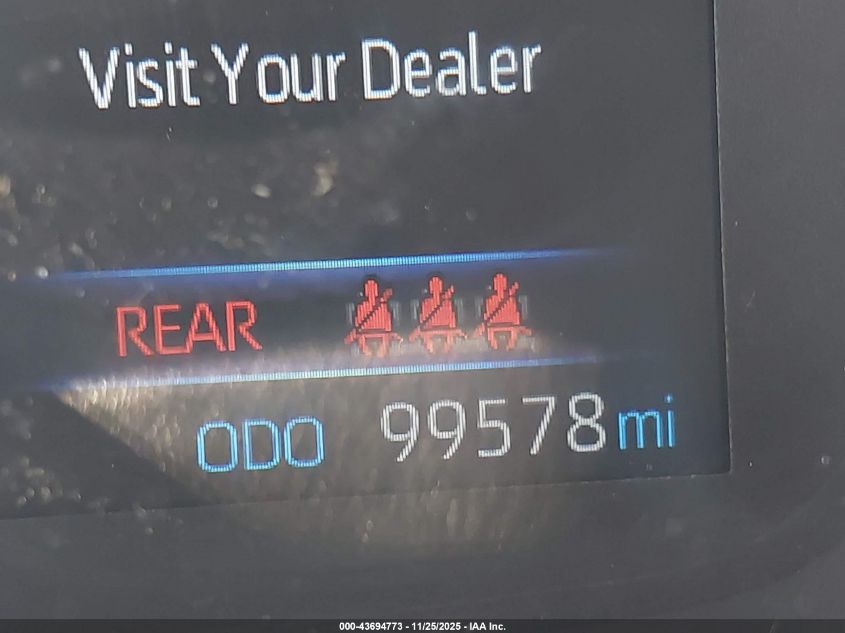 Visit Your Dealer
REAR
ODO 99578 mi
000-43694773 - 11/25/2025 - IAA Inc.